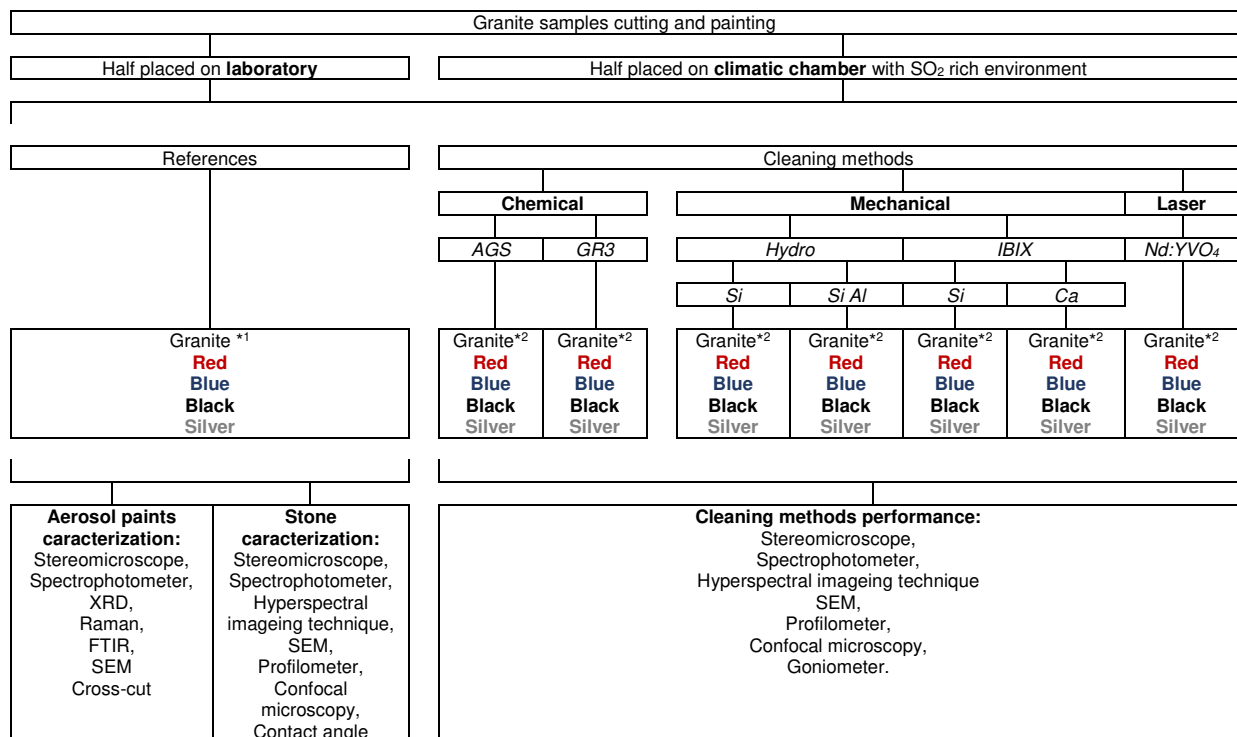 Granite samples cutting and painting
Half placed on laboratory
Half placed on climatic chamber with SO₂ rich environment
References
Cleaning methods
Chemical
Mechanical
Laser
AGS
GR3
Hydro
IBIX
Nd:YVO₄
Si
Si Al
Si
Ca
Granite *1
Red
Blue
Black
Silver
Granite*2
Red
Blue
Black
Silver
Granite*2
Red
Blue
Black
Silver
Granite*2
Red
Blue
Black
Silver
Granite*2
Red
Blue
Black
Silver
Granite*2
Red
Blue
Black
Silver
Granite*2
Red
Blue
Black
Silver
Granite*2
Red
Blue
Black
Silver
Aerosol paints
caracterization:
Stereomicroscope,
Spectrophotometer,
XRD,
Raman,
FTIR,
SEM
Cross-cut
Stone
caracterization:
Stereomicroscope,
Spectrophotometer,
Hyperspectral
imageing technique,
SEM,
Profilometer,
Confocal
microscopy,
Contact angle
Cleaning methods performance:
Stereomicroscope,
Spectrophotometer,
Hyperspectral imageing technique
SEM,
Profilometer,
Confocal microscopy,
Goniometer.